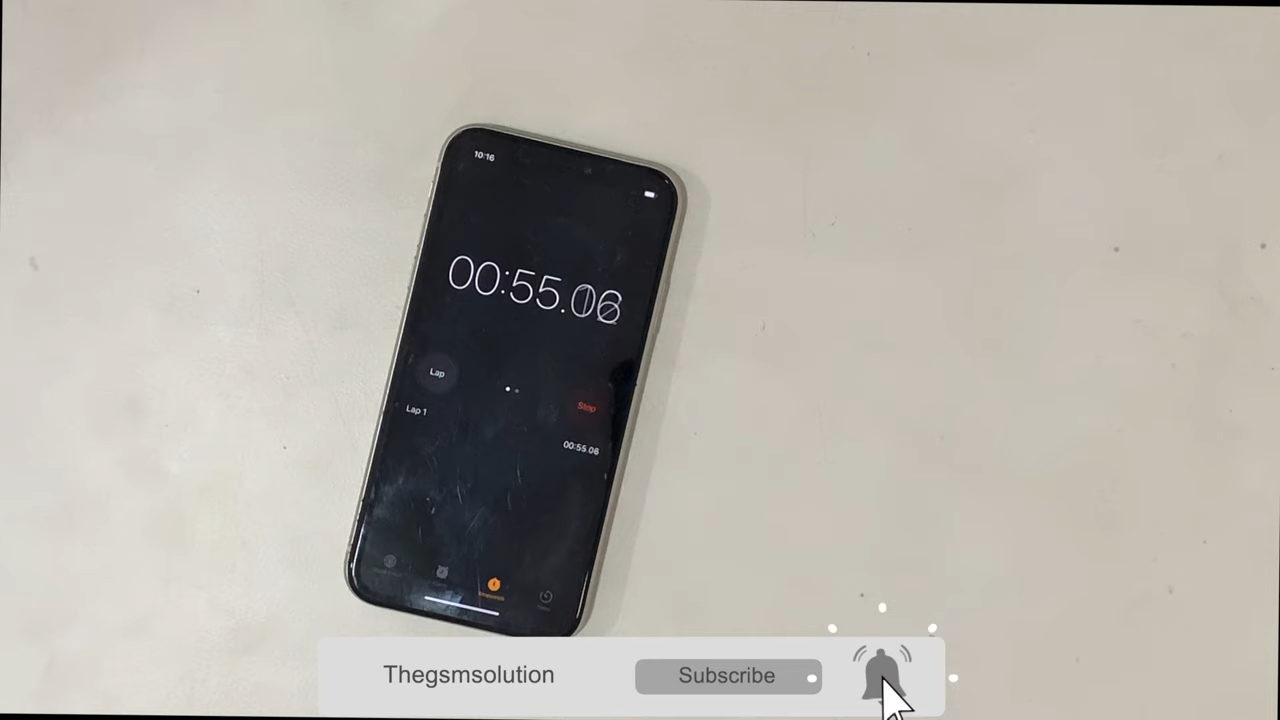 10:16
00:55.06
Lap
Stop
Lap 1
00:55.06
Thegsmsolution
Subscribe